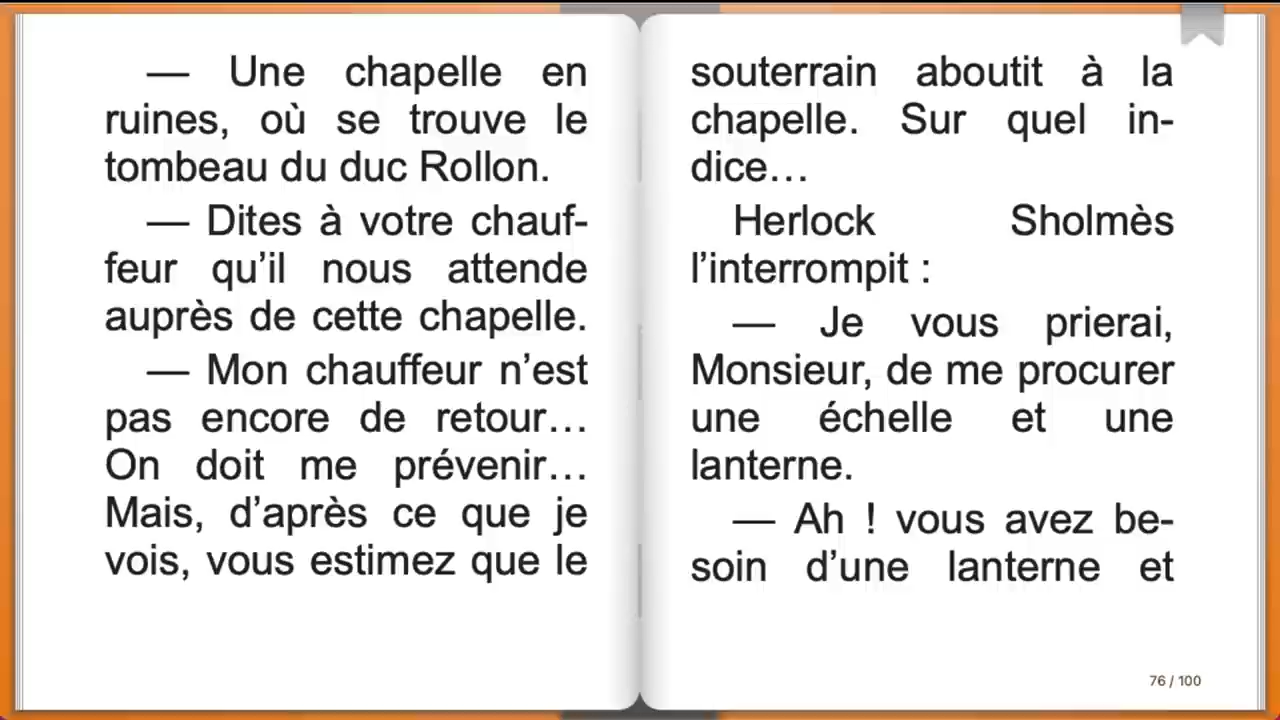 — Une chapelle en
ruines, où se trouve le
tombeau du duc Rollon.
— Dites à votre chauf-
feur qu’il nous attende
auprès de cette chapelle.
— Mon chauffeur n’est
pas encore de retour…
On doit me prévenir…
Mais, d’après ce que je
vois, vous estimez que le
souterrain aboutit à la
chapelle. Sur quel in-
dice…
Herlock Sholmès
l’interrompit :
— Je vous prierai,
Monsieur, de me procurer
une échelle et une
lanterne.
— Ah ! vous avez be-
soin d’une lanterne et
76 / 100